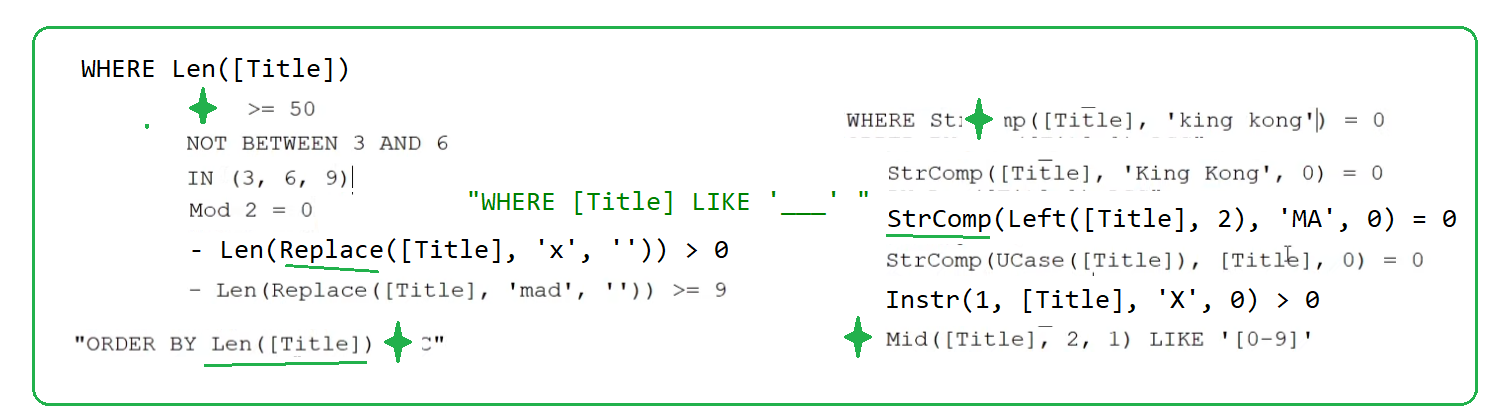 WHERE Len([Title])
>= 50
NOT BETWEEN 3 AND 6
IN (3, 6, 9)
Mod 2 = 0
- Len(Replace([Title], 'x', '')) > 0
- Len(Replace([Title], 'mad', '')) >= 9
"ORDER BY Len([Title]) C"
"WHERE [Title] LIKE '___' "
WHERE St mp([Title], 'king kong') = 0
StrComp([Title], 'King Kong', 0) = 0
StrComp(Left([Title], 2), 'MA', 0) = 0
StrComp(UCase([Title]), [Title], 0) = 0
Instr(1, [Title], 'X', 0) > 0
Mid([Title], 2, 1) LIKE '[0-9]'